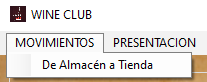 WINE CLUB
MOVIMIENTOS PRESENTACION
De Almacén a Tienda